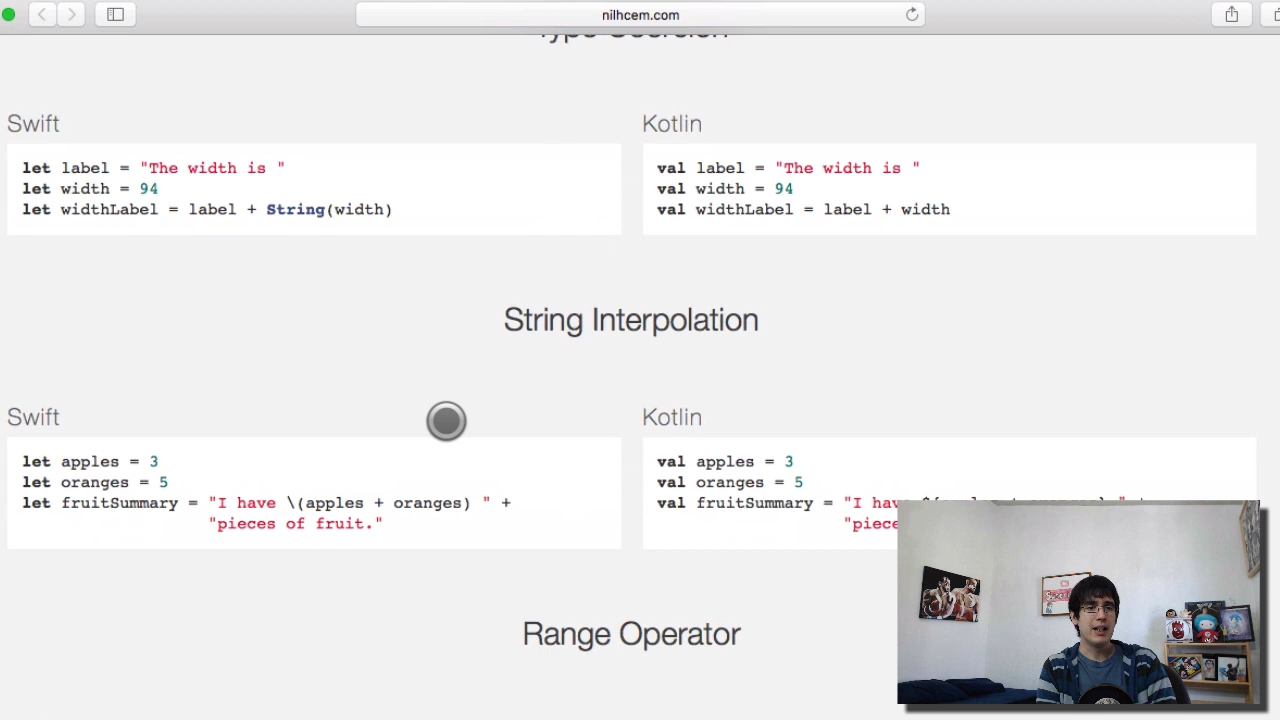 nilhcem.com
Swift
let label = "The width is "
let width = 94
let widthLabel = label + String(width)
Kotlin
val label = "The width is "
val width = 94
val widthLabel = label + width
String Interpolation
Swift
let apples = 3
let oranges = 5
let fruitSummary = "I have \(apples + oranges) " +
"pieces of fruit."
Kotlin
val apples = 3
val oranges = 5
val fruitSummary = "I have
"piece
Range Operator